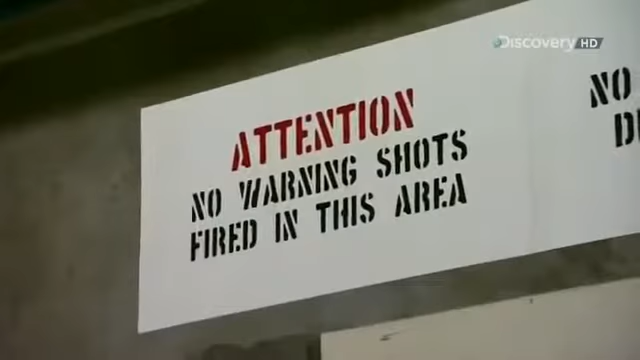 Discovery HD
ATTENTION
NO WARNING SHOTS
FIRED IN THIS AREA
NO